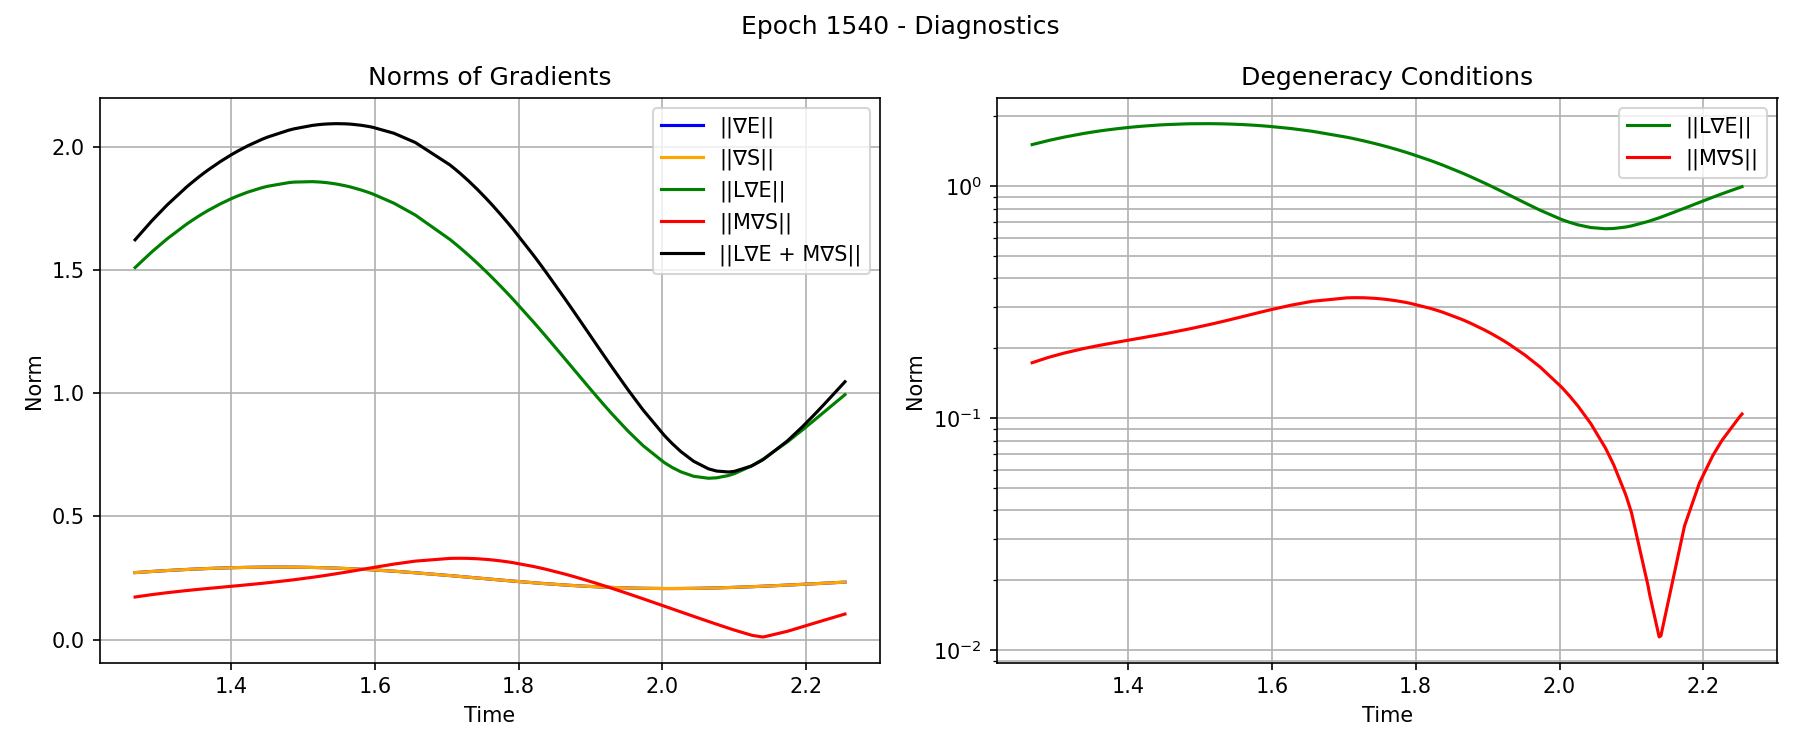 Epoch 1540 - Diagnostics
Norms of Gradients
Norm
2.0
1.5
1.0
0.5
0.0
||∇E||
||∇S||
||L∇E||
||M∇S||
||L∇E + M∇S||
1.4 1.6 1.8 2.0 2.2
Time
Degeneracy Conditions
Norm
10⁰
10⁻¹
10⁻²
||L∇E||
||M∇S||
1.4 1.6 1.8 2.0 2.2
Time